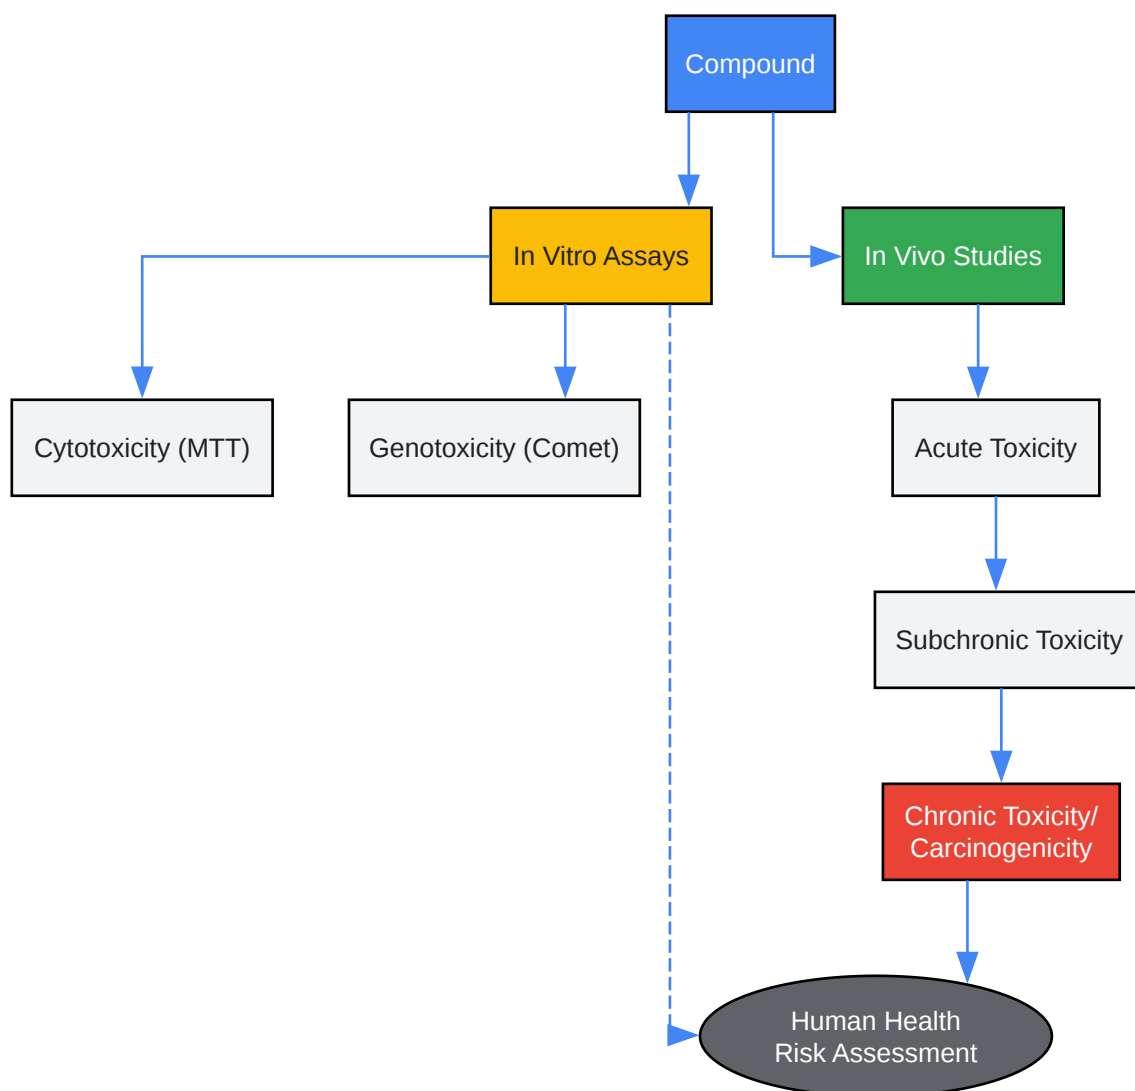 Compound
In Vitro Assays
In Vivo Studies
Cytotoxicity (MTT)
Genotoxicity (Comet)
Acute Toxicity
Subchronic Toxicity
Chronic Toxicity/
Carcinogenicity
Human Health
Risk Assessment